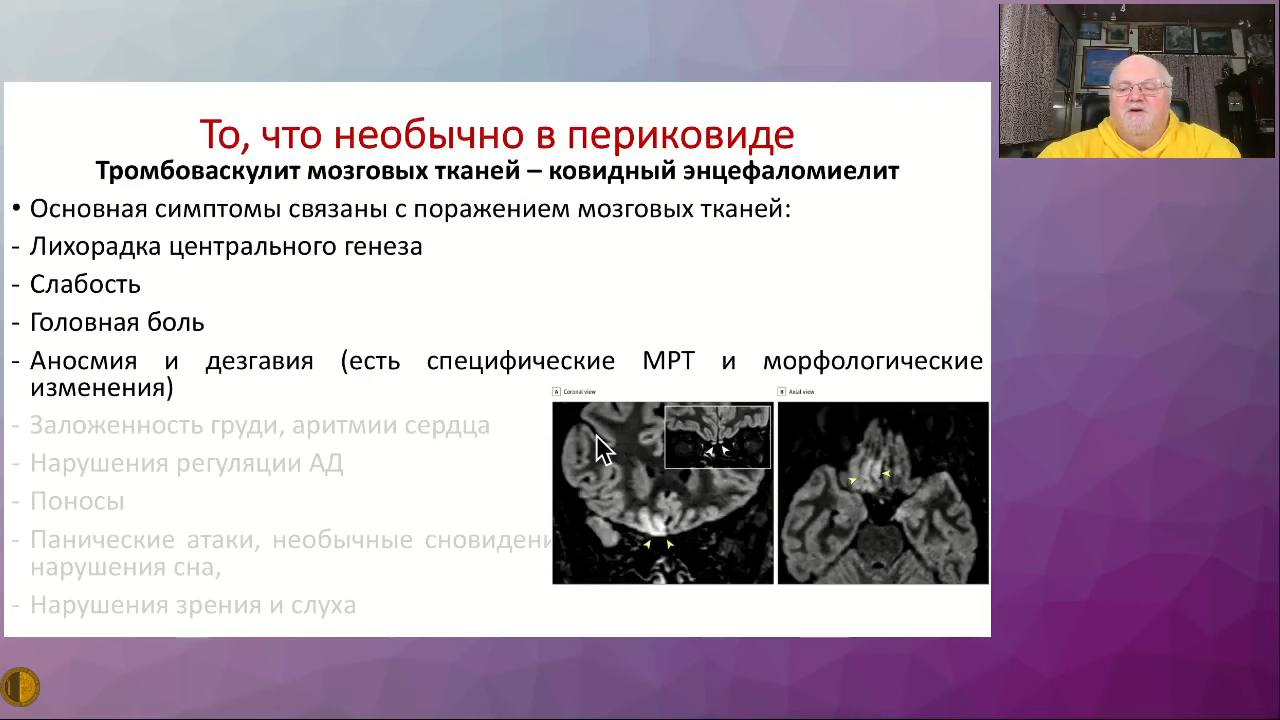 То, что необычно в периковиде
Тромбоваскулит мозговых тканей – ковидный энцефаломиелит
• Основная симптомы связаны с поражением мозговых тканей:
- Лихорадка центрального генеза
- Слабость
- Головная боль
- Аносмия и дезгавия (есть специфические МРТ и морфологические
изменения)
A Coronal view
B Axial view
- Заложенность груди, аритмии сердца
- Нарушения регуляции АД
- Поносы
- Панические атаки, необычные сновидени
нарушения сна,
- Нарушения зрения и слуха